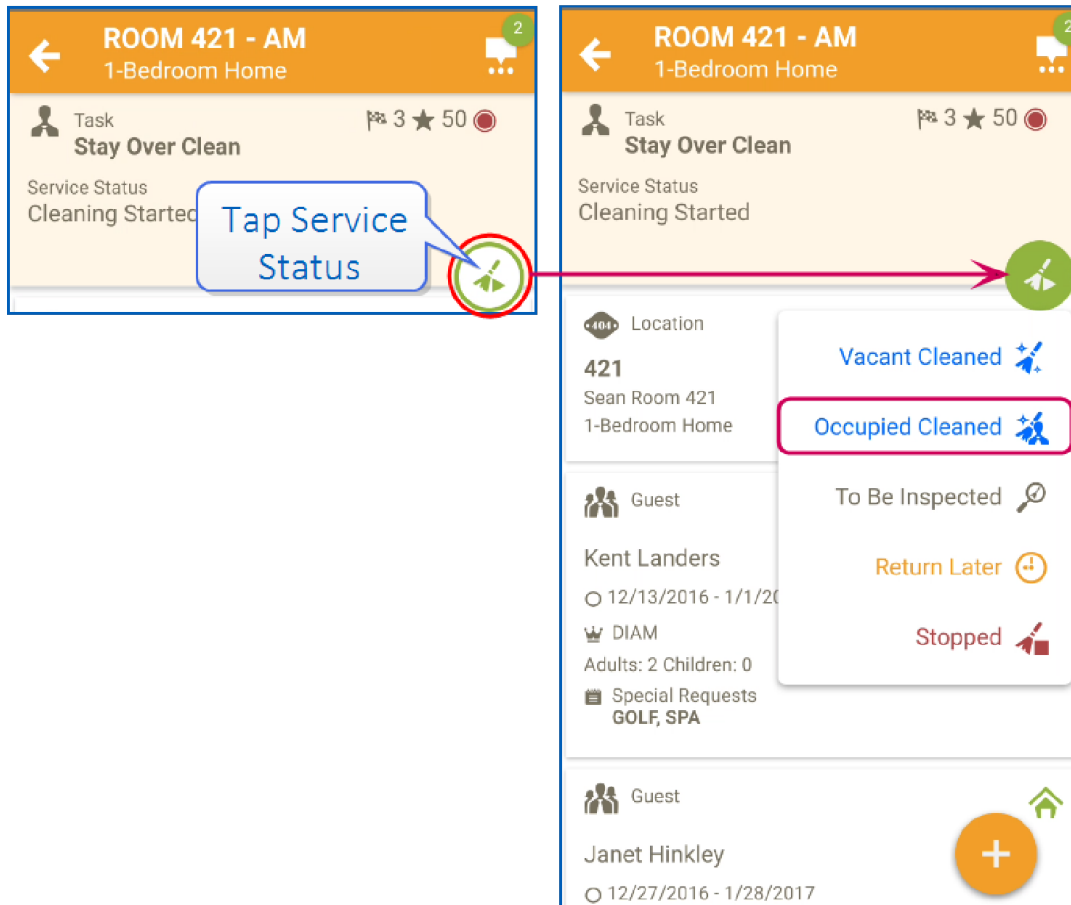 ROOM 421 - AM
2
1-Bedroom Home
Task
3 50
Stay Over Clean
Service Status
Cleaning Started
Tap Service
Status
ROOM 421 - AM
2
1-Bedroom Home
Task
3 50
Stay Over Clean
Service Status
Cleaning Started
404 Location
421
Sean Room 421
1-Bedroom Home
Vacant Cleaned
Occupied Cleaned
To Be Inspected
Return Later
Stopped
Guest
Kent Landers
12/13/2016 - 1/1/20
DIAM
Adults: 2 Children: 0
Special Requests
GOLF, SPA
Guest
Janet Hinkley
12/27/2016 - 1/28/2017